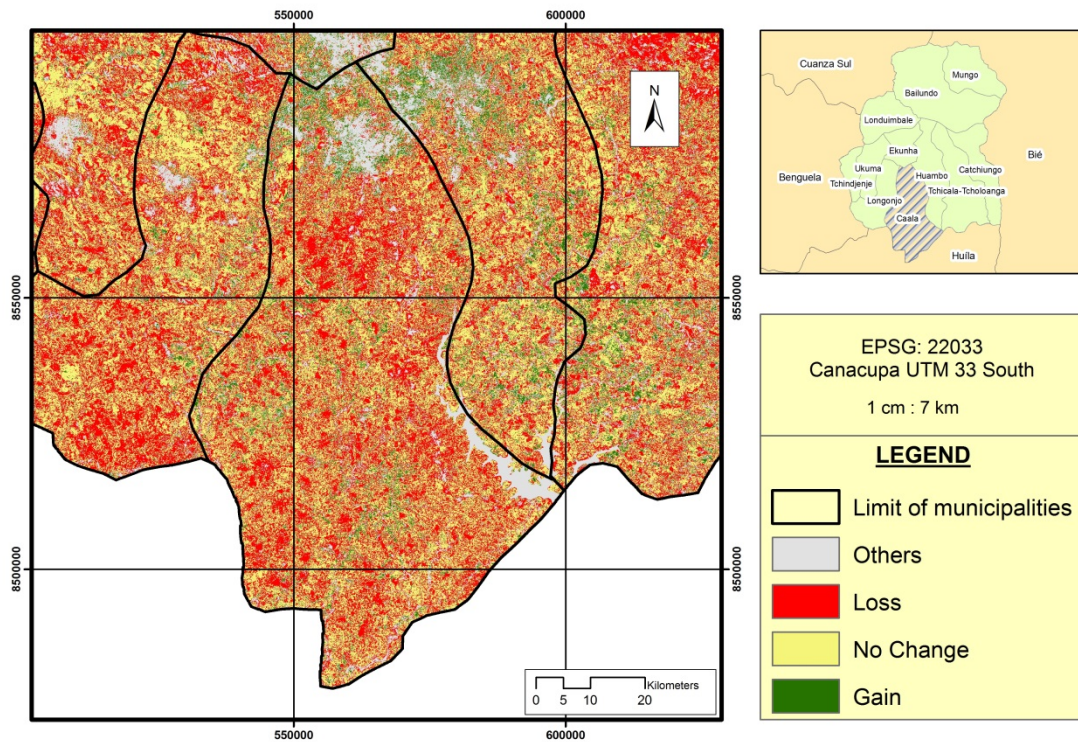 550000
600000
8550000
8500000
N
0 5 10 20 Kilometers
550000
600000
8550000
8500000
Cuanza Sul
Mungo
Bailundo
Londuimbale
Ekunha
Bié
Ukuma
Huambo
Catchiungo
Benguela
Tchindjenje
Tchicala-Tcholoanga
Longonjo
Caala
Huíla
EPSG: 22033
Canacupa UTM 33 South
1 cm : 7 km
LEGEND
Limit of municipalities
Others
Loss
No Change
Gain